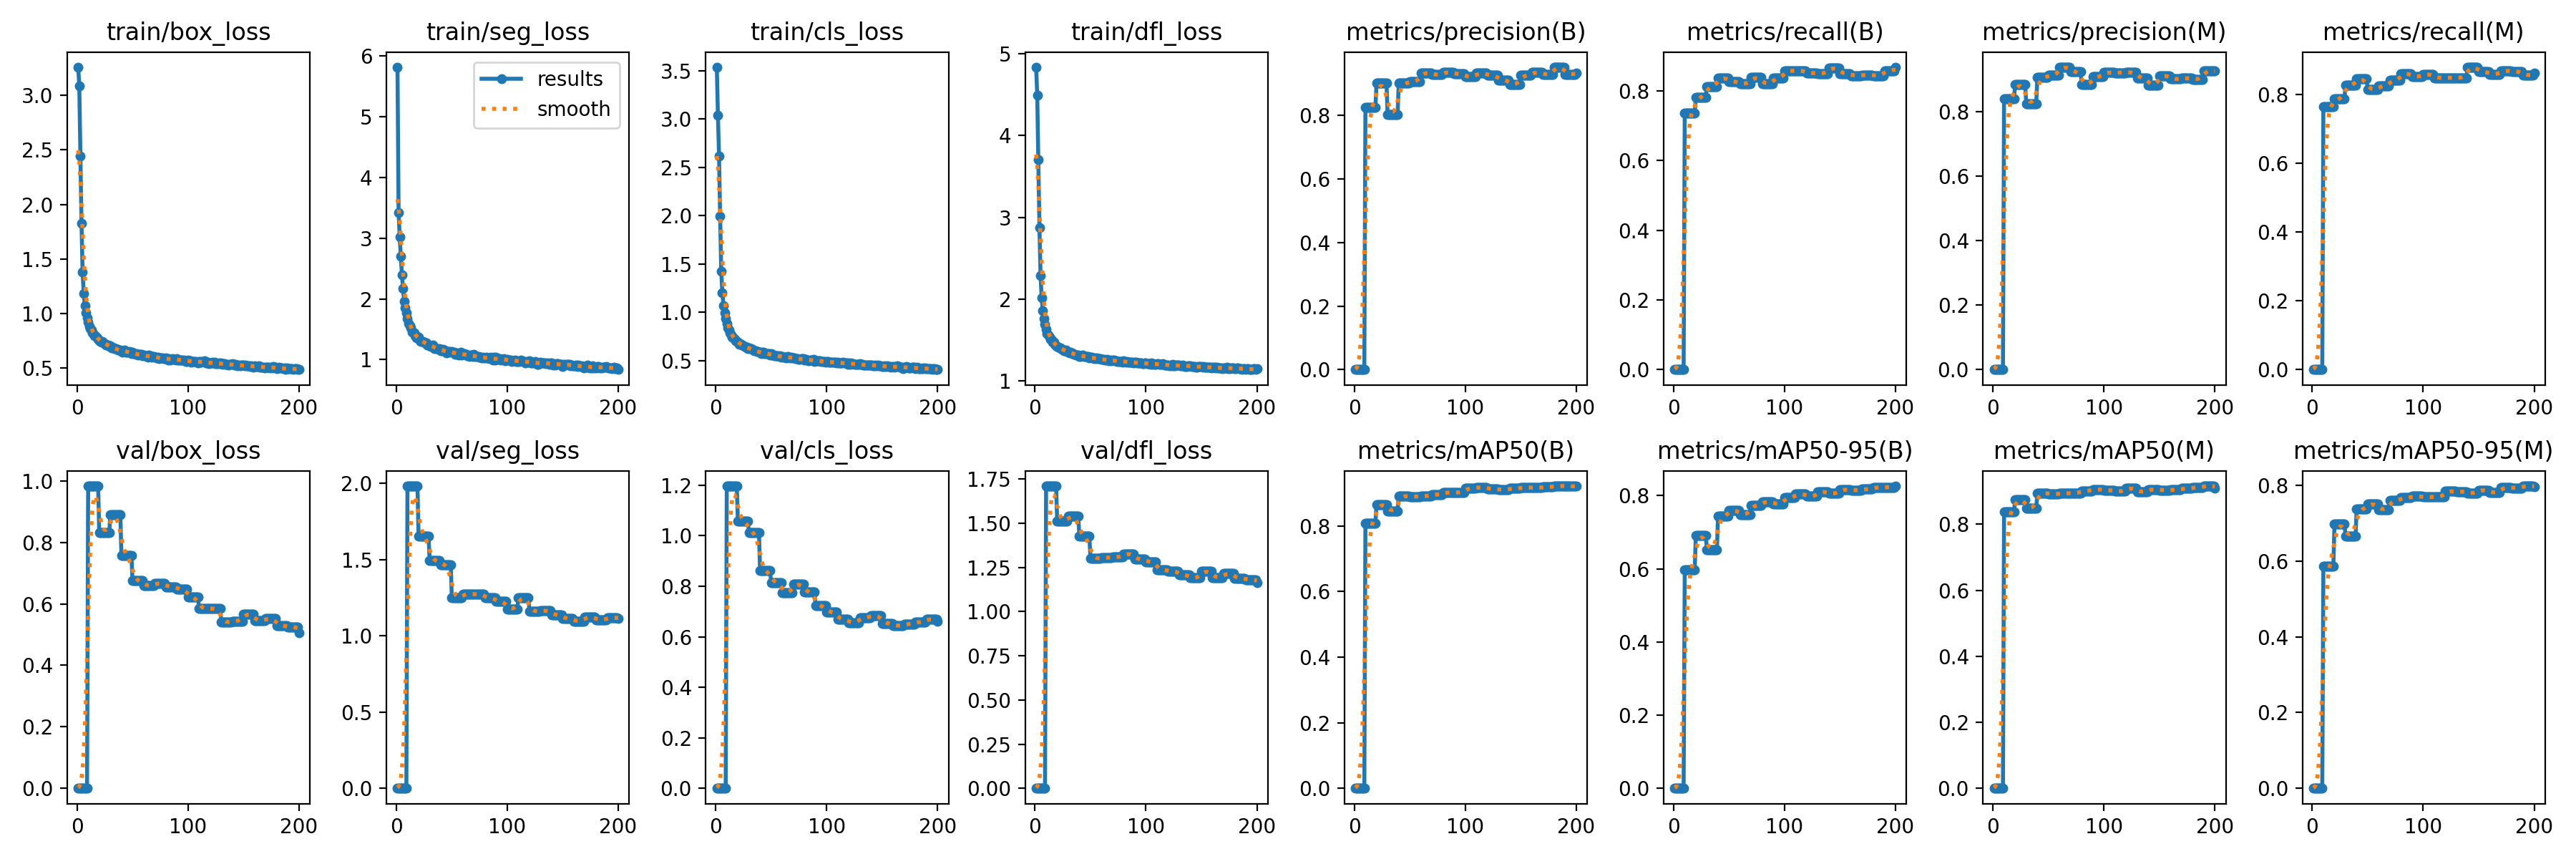 train/box_loss
3.0
2.5
2.0
1.5
1.0
0.5
0 100 200
train/seg_loss
6
5
4
3
2
1
0 100 200
results
smooth
train/cls_loss
3.5
3.0
2.5
2.0
1.5
1.0
0.5
0 100 200
train/dfl_loss
5
4
3
2
1
0 100 200
metrics/precision(B)
0.8
0.6
0.4
0.2
0.0
0 100 200
metrics/recall(B)
0.8
0.6
0.4
0.2
0.0
0 100 200
metrics/precision(M)
0.8
0.6
0.4
0.2
0.0
0 100 200
metrics/recall(M)
0.8
0.6
0.4
0.2
0.0
0 100 200
val/box_loss
1.0
0.8
0.6
0.4
0.2
0.0
0 100 200
val/seg_loss
2.0
1.5
1.0
0.5
0.0
0 100 200
val/cls_loss
1.2
1.0
0.8
0.6
0.4
0.2
0.0
0 100 200
val/dfl_loss
1.75
1.50
1.25
1.00
0.75
0.50
0.25
0.00
0 100 200
metrics/mAP50(B)
0.8
0.6
0.4
0.2
0.0
0 100 200
metrics/mAP50-95(B)
0.8
0.6
0.4
0.2
0.0
0 100 200
metrics/mAP50(M)
0.8
0.6
0.4
0.2
0.0
0 100 200
metrics/mAP50-95(M)
0.8
0.6
0.4
0.2
0.0
0 100 200